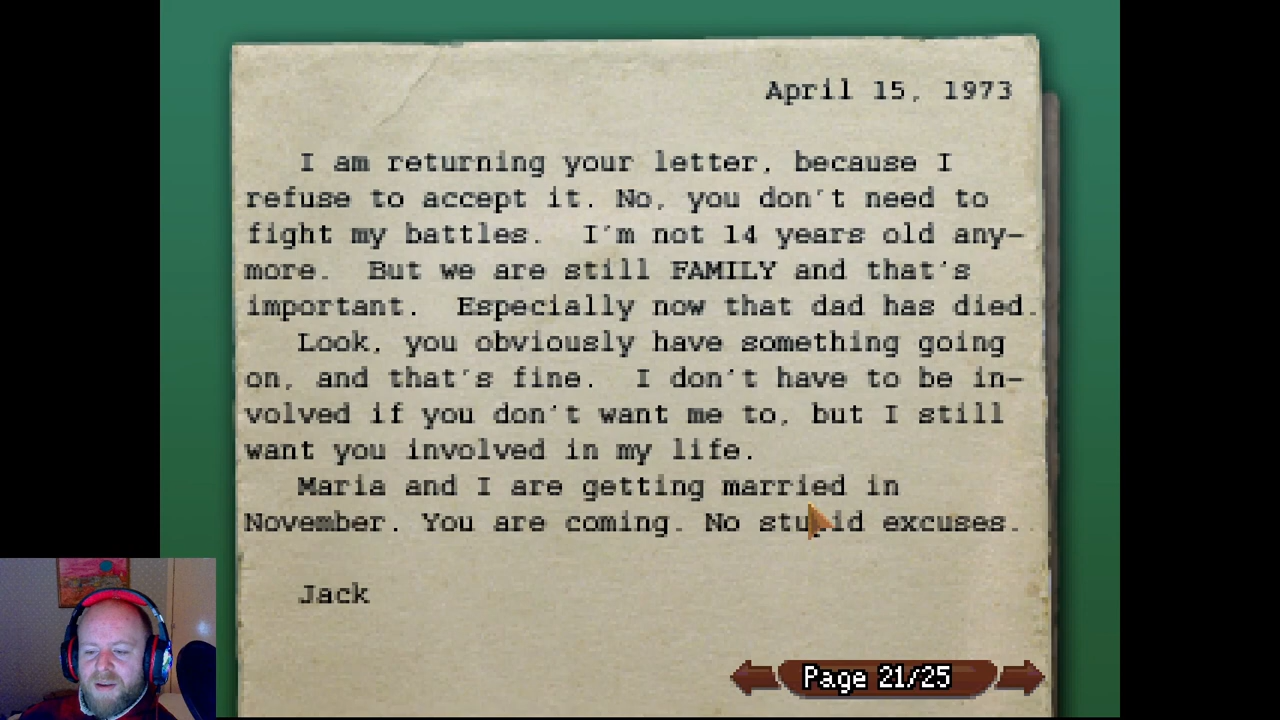 April 15, 1973
I am returning your letter, because I
refuse to accept it. No, you don't need to
fight my battles. I'm not 14 years old any-
more. But we are still FAMILY and that's
important. Especially now that dad has died.
Look, you obviously have something going
on, and that's fine. I don't have to be in-
volved if you don't want me to, but I still
want you involved in my life.
Maria and I are getting married in
November. You are coming. No stupid excuses.
Jack
Page 21/25